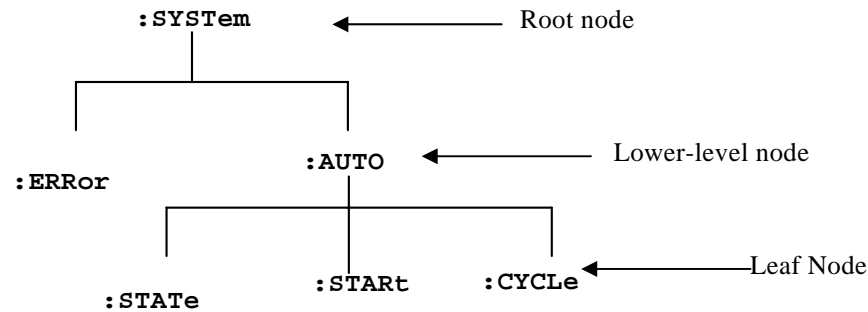 :SYSTem
Root node
:AUTO
Lower-level node
:ERRor
:STATe
:STARt
:CYCLe
Leaf Node